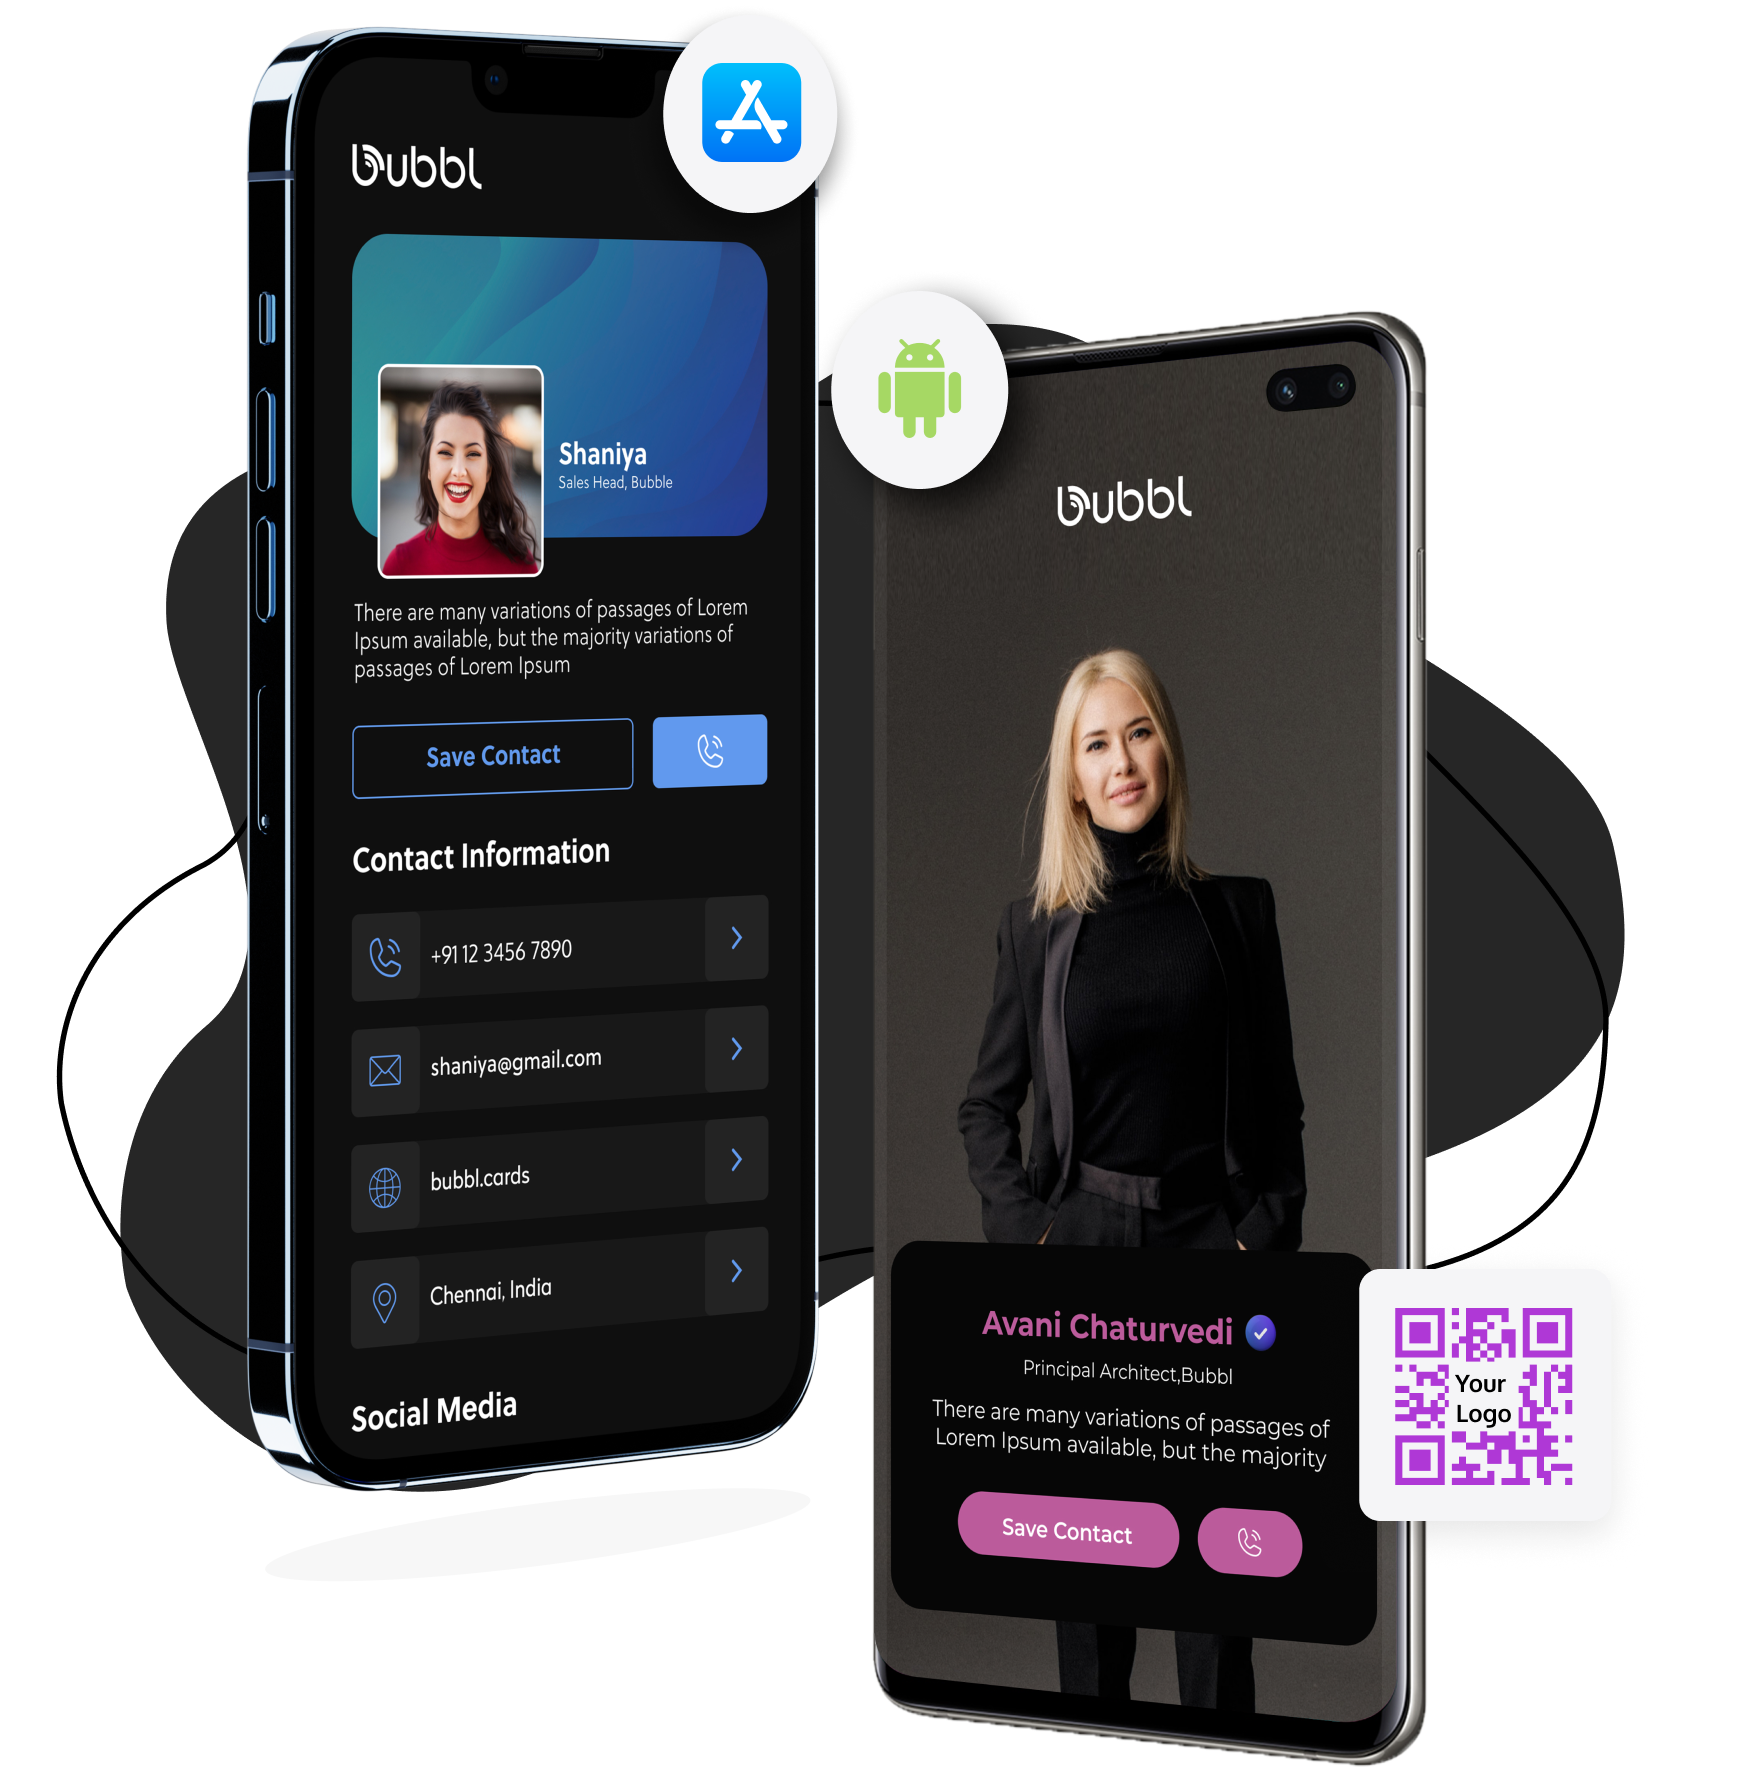 bubbl
Shaniya
Sales Head, Bubble
There are many variations of passages of Lorem
Ipsum available, but the majority variations of
passages of Lorem Ipsum
Save Contact
Contact Information
+91 12 3456 7890
shaniya@gmail.com
bubbl.cards
Chennai, India
Social Media
bubbl
Avani Chaturvedi
Principal Architect,Bubbl
There are many variations of passages of
Lorem Ipsum available, but the majority
Save Contact
Your
Logo